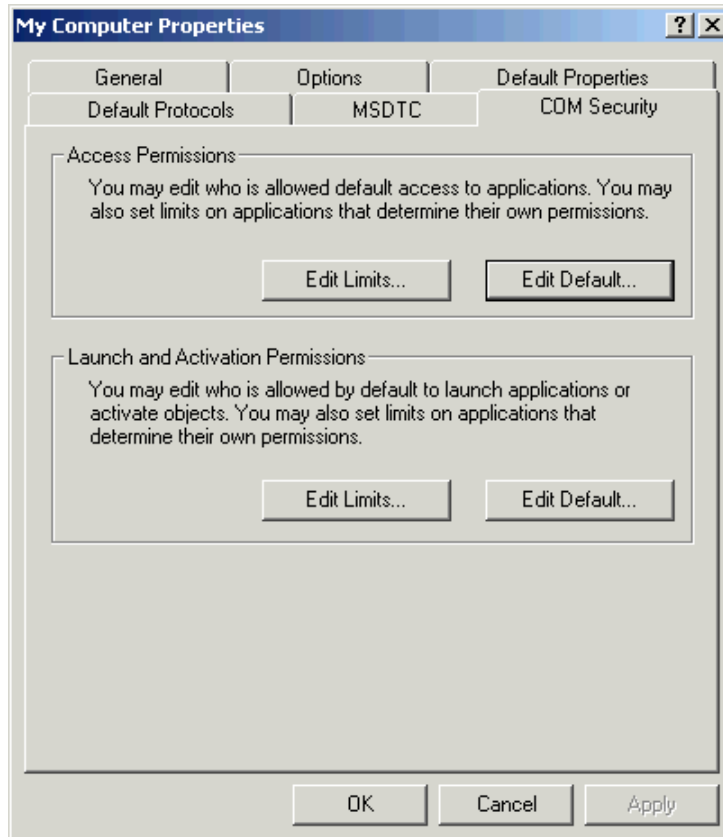 My Computer Properties
General Options Default Properties
Default Protocols MSDTC COM Security
Access Permissions
You may edit who is allowed default access to applications. You may
also set limits on applications that determine their own permissions.
Edit Limits... Edit Default...
Launch and Activation Permissions
You may edit who is allowed by default to launch applications or
activate objects. You may also set limits on applications that
determine their own permissions.
Edit Limits... Edit Default...
OK Cancel Apply